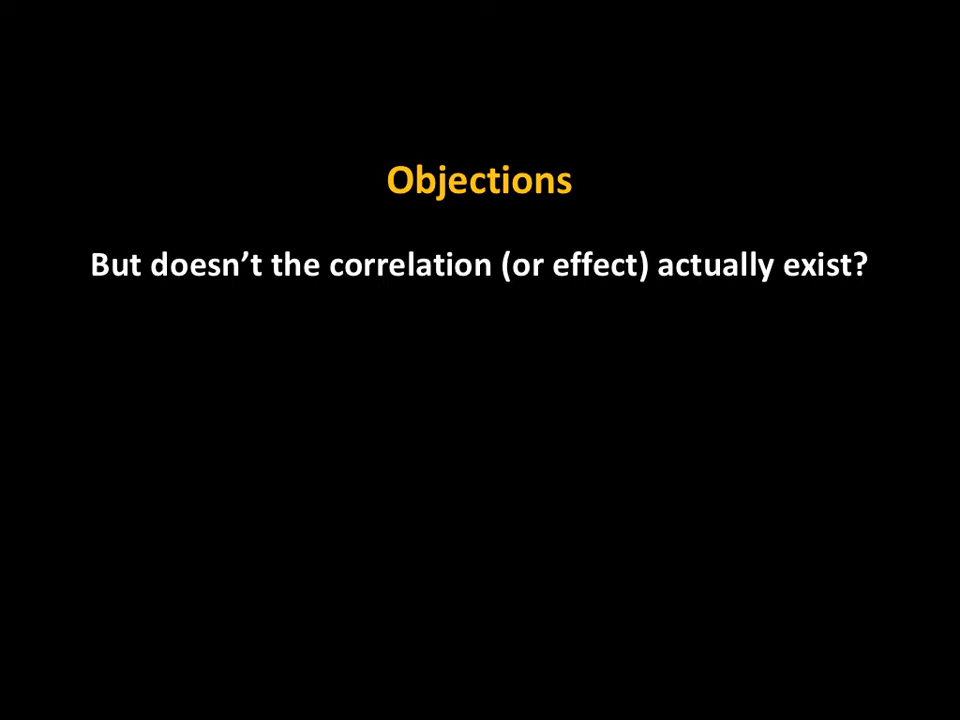 Objections
But doesn’t the correlation (or effect) actually exist?